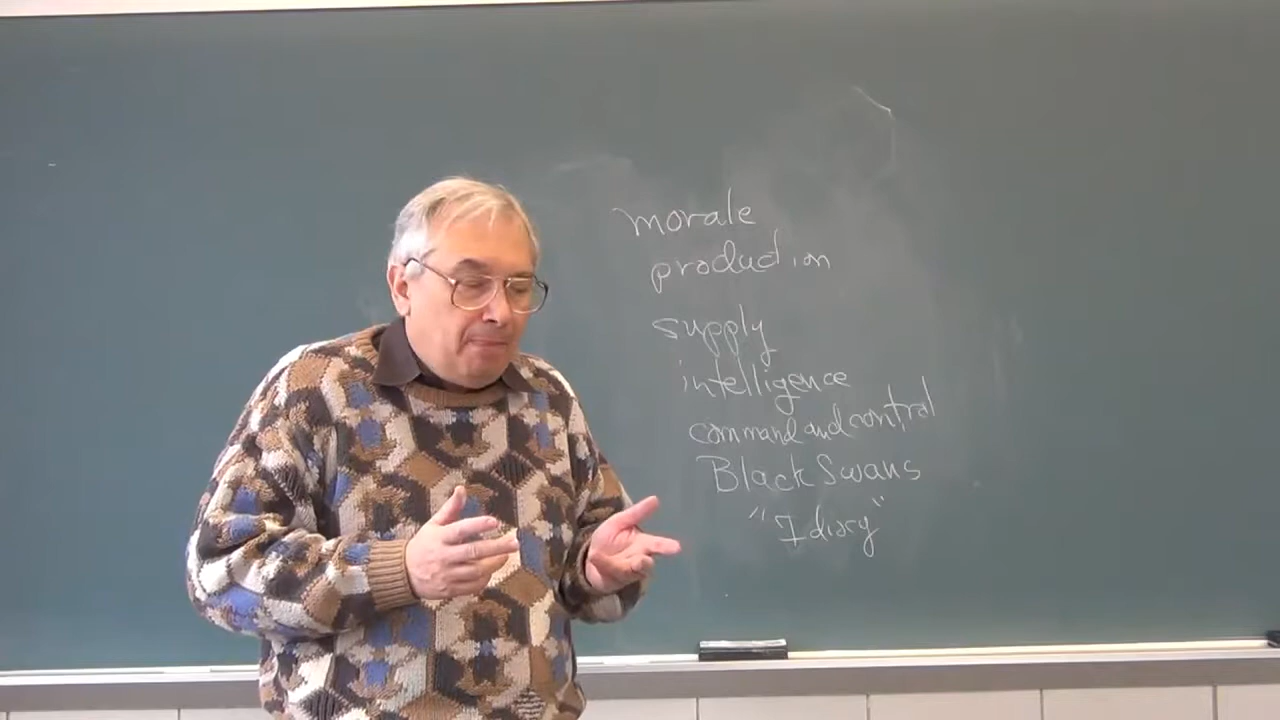 morale
production
supply
intelligence
command and control
Black Swans
"Idiocy"